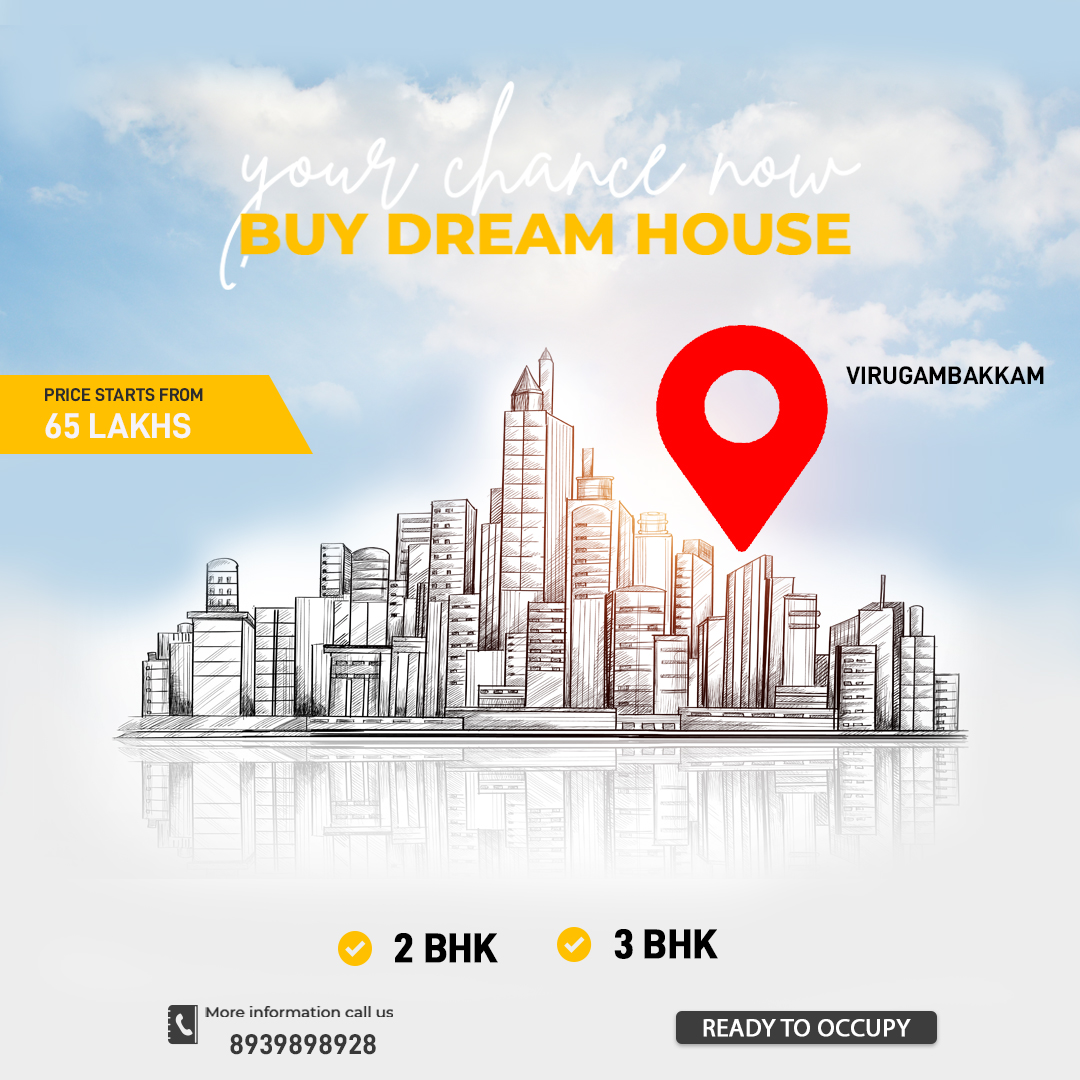 your chance now
BUY DREAM HOUSE
VIRUGAMBAKKAM
PRICE STARTS FROM
65 LAKHS
2 BHK
3 BHK
More information call us
8939898928
READY TO OCCUPY